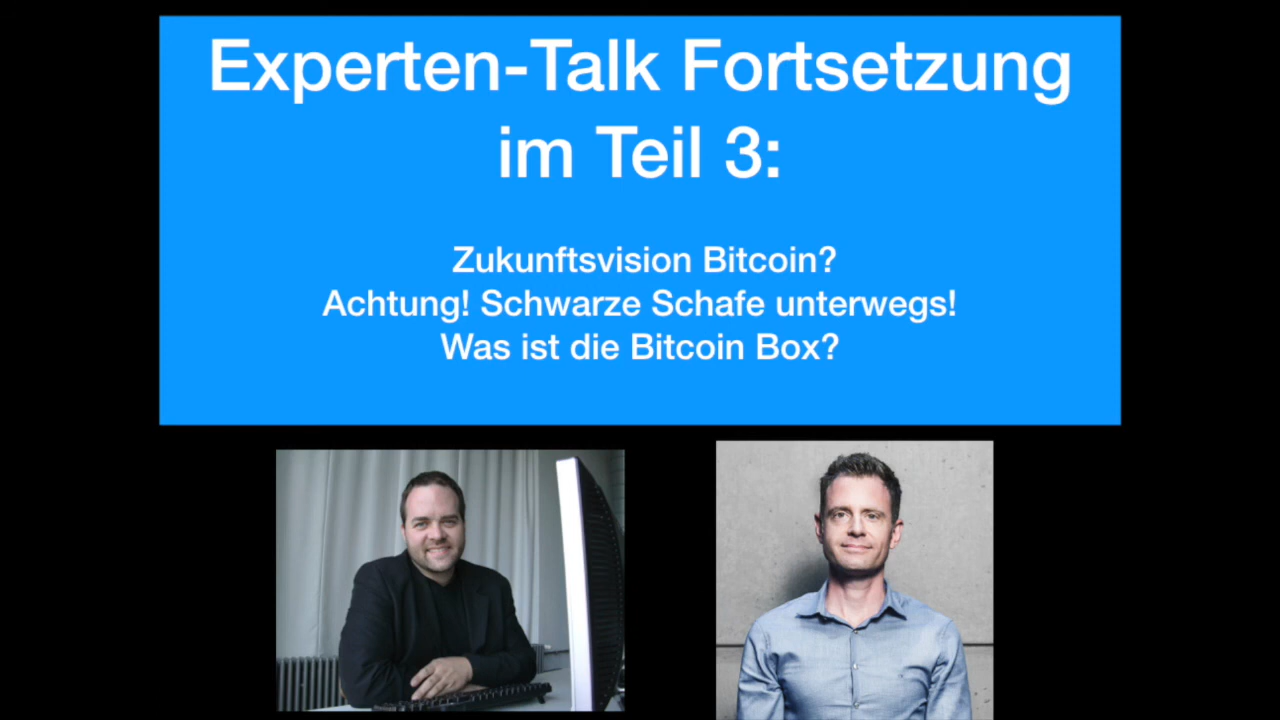 Experten-Talk Fortsetzung
im Teil 3:
Zukunftsvision Bitcoin?
Achtung! Schwarze Schafe unterwegs!
Was ist die Bitcoin Box?